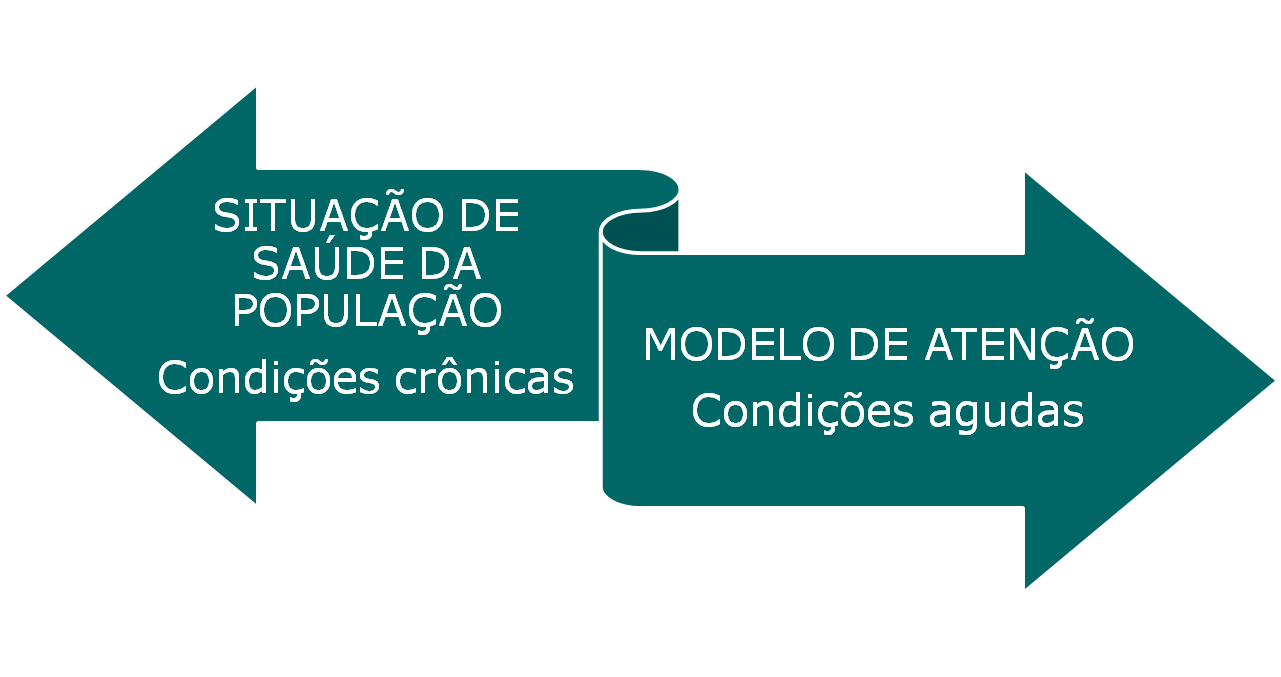 SITUAÇÃO DE
SAÚDE DA
POPULAÇÃO
Condições crônicas
MODELO DE ATENÇÃO
Condições agudas